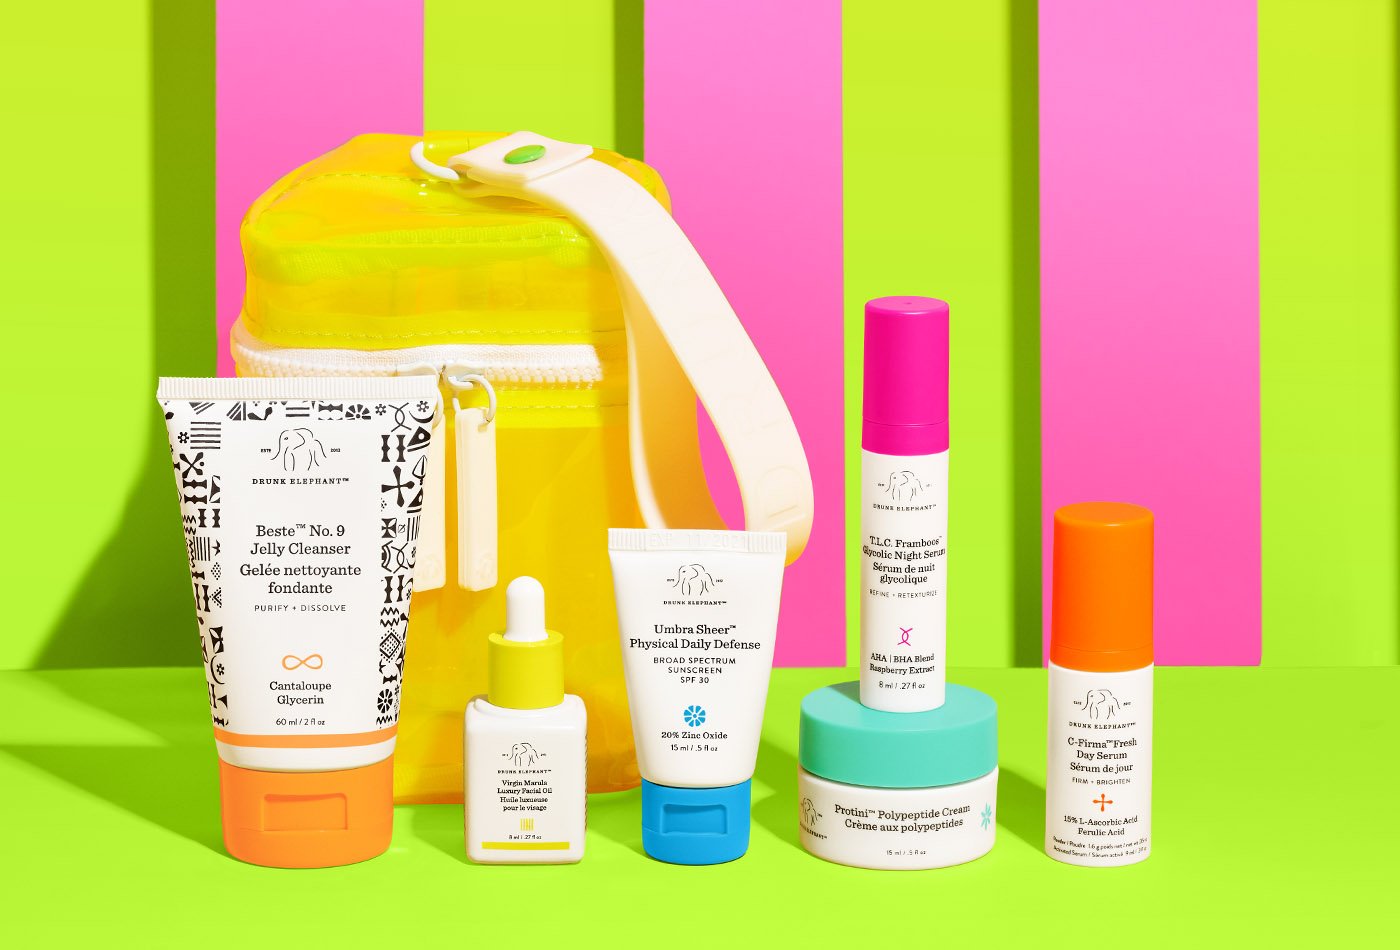 ESTD 2012
DRUNK ELEPHANT™
Beste™ No. 9
Jelly Cleanser
Gelée nettoyante
fondante
PURIFY + DISSOLVE
Cantaloupe
Glycerin
60 ml / 2 fl oz
DRUNK ELEPHANT™
Virgin Marula
Luxury Facial Oil
Huile luxueuse
pour le visage
8 ml / .27 fl oz
EXP 11/202
DRUNK ELEPHANT™
Umbra Sheer™
Physical Daily Defense
BROAD SPECTRUM
SUNSCREEN
SPF 30
20% Zinc Oxide
15 ml / .5 fl oz
DRUNK ELEPHANT™
T.L.C. Framboos™
Glycolic Night Serum
Sérum de nuit
glycolique
REFINE + RETEXTURIZE
AHA | BHA Blend
Raspberry Extract
8 ml / .27 fl oz
Protini™ Polypeptide Cream
Crème aux polypeptides
15 ml / .5 fl oz
DRUNK ELEPHANT™
C-Firma™ Fresh
Day Serum
Sérum de jour
FIRM + BRIGHTEN
15% L-Ascorbic Acid
Ferulic Acid